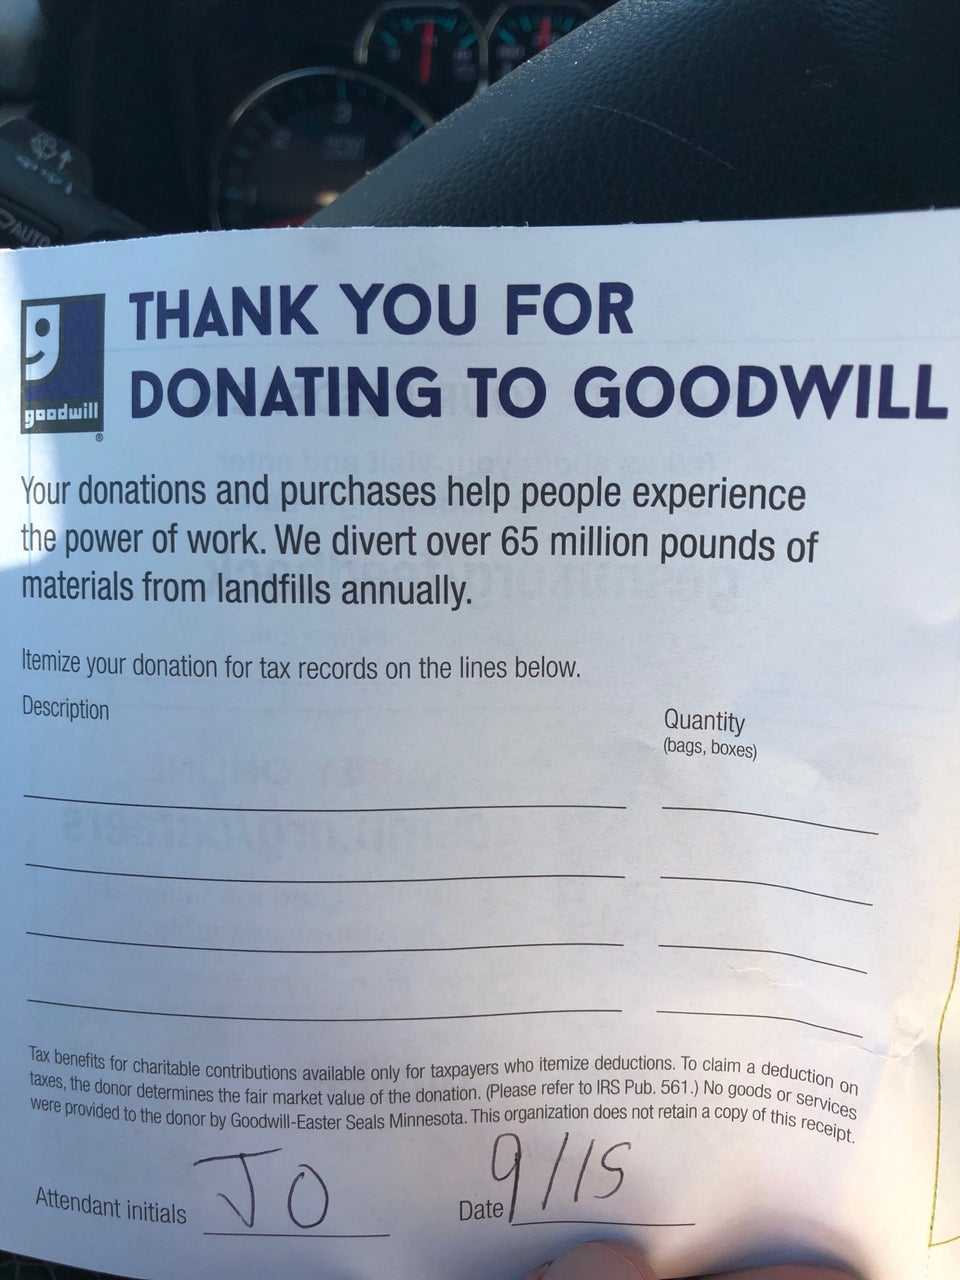 AUTO
goodwill
®
THANK YOU FOR
DONATING TO GOODWILL
Your donations and purchases help people experience
the power of work. We divert over 65 million pounds of
materials from landfills annually.
Itemize your donation for tax records on the lines below.
Description
Quantity
(bags, boxes)
Tax benefits for charitable contributions available only for taxpayers who itemize deductions. To claim a deduction on
taxes, the donor determines the fair market value of the donation. (Please refer to IRS Pub. 561.) No goods or services
were provided to the donor by Goodwill-Easter Seals Minnesota. This organization does not retain a copy of this receipt.
Attendant initials JO Date 9/15